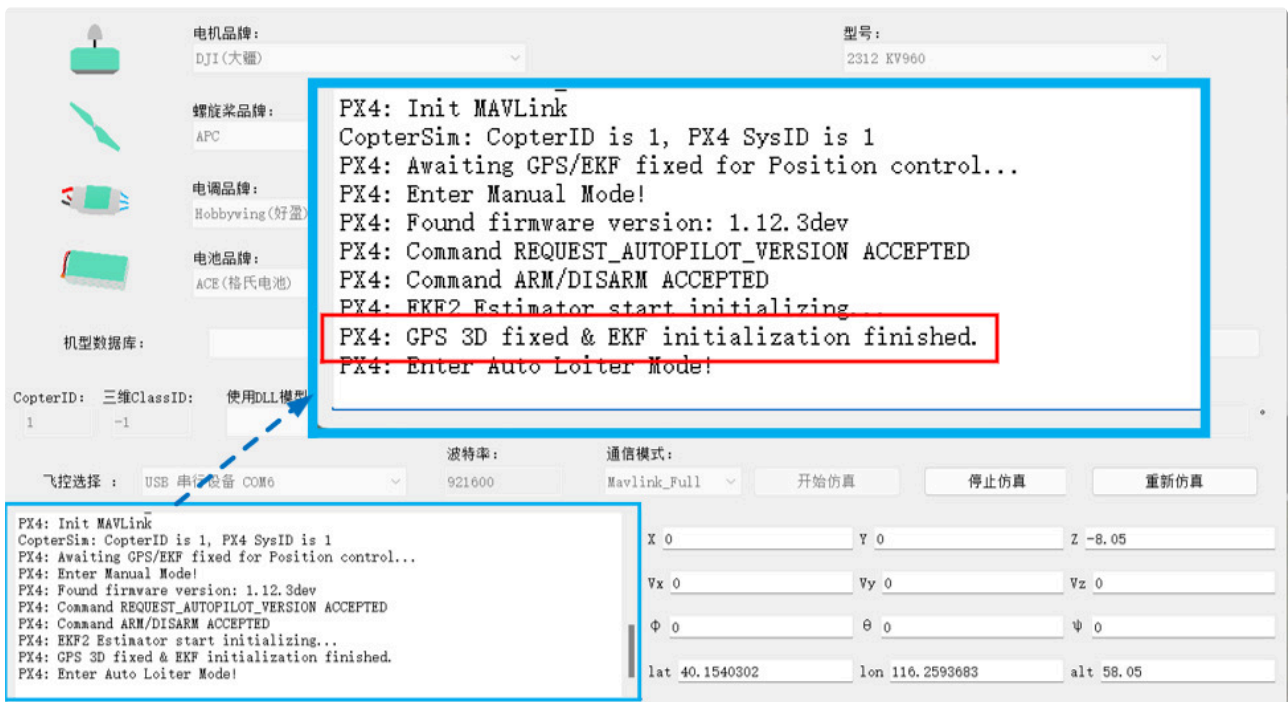 电机品牌：
型号：
DJI(大疆)
2312 KV960
螺旋桨品牌：
APC
电调品牌：
Hobbywing(好盈)
电池品牌：
ACE(格氏电池)
机型数据库：
PX4: Init MAVLink
CopterSim: CopterID is 1, PX4 SysID is 1
PX4: Awaiting GPS/EKF fixed for Position control...
PX4: Enter Manual Mode!
PX4: Found firmware version: 1.12.3dev
PX4: Command REQUEST_AUTOPILOT_VERSION ACCEPTED
PX4: Command ARM/DISARM ACCEPTED
PX4: EKF2 Estimator start initializing...
PX4: GPS 3D fixed & EKF initialization finished.
PX4: Enter Auto Loiter Mode!
CopterID: 三维ClassID: 使用DLL模型
1 -1 °
波特率： 通信模式：
飞控选择 ： USB 串行设备 COM6 921600 Mavlink_Full 开始仿真 停止仿真 重新仿真
PX4: Init MAVLink
CopterSim: CopterID is 1, PX4 SysID is 1
PX4: Awaiting GPS/EKF fixed for Position control...
PX4: Enter Manual Mode!
PX4: Found firmware version: 1.12.3dev
PX4: Command REQUEST_AUTOPILOT_VERSION ACCEPTED
PX4: Command ARM/DISARM ACCEPTED
PX4: EKF2 Estimator start initializing...
PX4: GPS 3D fixed & EKF initialization finished.
PX4: Enter Auto Loiter Mode!
X 0 Y 0 Z -8.05
Vx 0 Vy 0 Vz 0
Φ 0 θ 0 ψ 0
lat 40.1540302 lon 116.2593683 alt 58.05